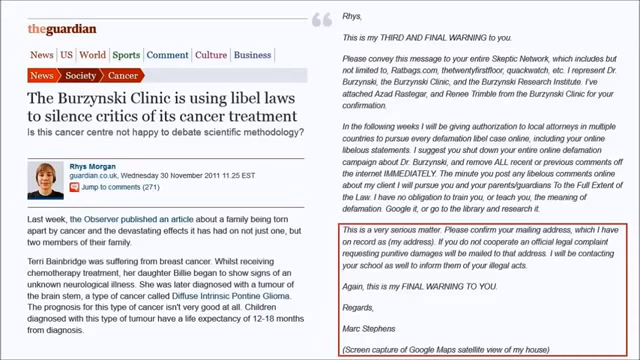 theguardian
News US World Sports Comment Culture Business
News Society Cancer
The Burzynski Clinic is using libel laws
to silence critics of its cancer treatment
Is this cancer centre not happy to debate scientific methodology?
Rhys Morgan
guardian.co.uk, Wednesday 30 November 2011 11.25 EST
Jump to comments (271)
Last week, the Observer published an article about a family being torn
apart by cancer and the devastating effects it has had on not just one, but
two members of their family.
Terri Bainbridge was suffering from breast cancer. Whilst receiving
chemotherapy treatment, her daughter Billie began to show signs of an
unknown neurological illness. She was later diagnosed with a tumour of
the brain stem, a type of cancer called Diffuse Intrinsic Pontine Glioma.
The prognosis for this type of cancer isn't very good at all. Children
diagnosed with this type of tumour have a life expectancy of 12-18 months
from diagnosis.
“
Rhys,
This is my THIRD AND FINAL WARNING to you.
Please convey this message to your entire Skeptic Network, which includes but
not limited to, Ratbags.com, thetwentyfirstfloor, quackwatch, etc. I represent Dr.
Burzynski, the Burzynski Clinic, and the Burzynski Research Institute. I've
attached Azad Rastegar, and Renee Trimble from the Burzynski Clinic for your
confirmation.
In the following weeks I will be giving authorization to local attorneys in multiple
countries to pursue every defamation libel case online, including your online
libelous statements. I suggest you shut down your entire online defamation
campaign about Dr. Burzynski, and remove ALL recent or previous comments off
the internet IMMEDIATELY. The minute you post any libelous comments online
about my client I will pursue you and your parents/guardians To the Full Extent of
the Law. I have no obligation to train you, or teach you, the meaning of
defamation. Google it, or go to the library and research it.
This is a very serious matter. Please confirm your mailing address, which I have
on record as (my address). If you do not cooperate an official legal complaint
requesting punitive damages will be mailed to that address. I will be contacting
your school as well to inform them of your illegal acts.
Again, this is my FINAL WARNING TO YOU.
Regards,
Marc Stephens
(Screen capture of Google Maps satellite view of my house)